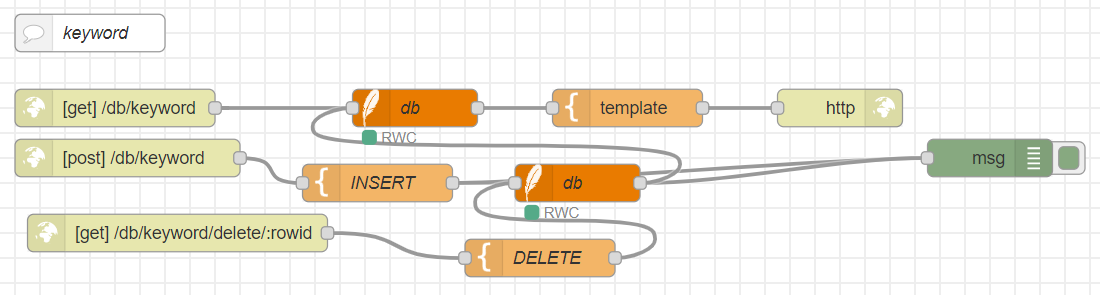 keyword
[get] /db/keyword
db
template
http
RWC
[post] /db/keyword
msg
INSERT
db
RWC
[get] /db/keyword/delete/:rowid
DELETE